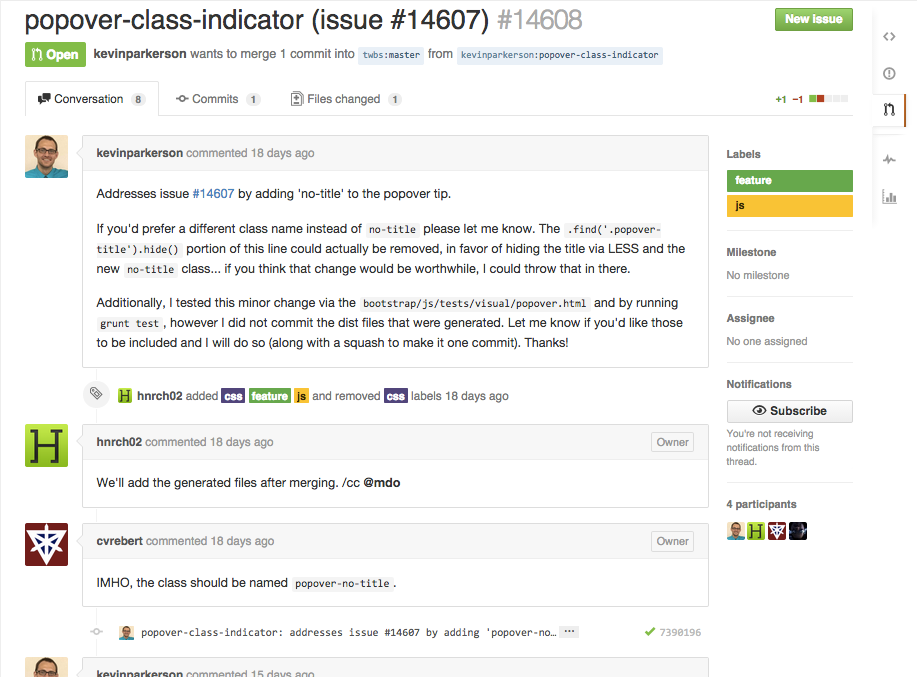 popover-class-indicator (issue #14607) #14608
New issue
Open kevinparkerson wants to merge 1 commit into twbs:master from kevinparkerson:popover-class-indicator
Conversation 8 Commits 1 Files changed 1 +1 −1
kevinparkerson commented 18 days ago
Addresses issue #14607 by adding 'no-title' to the popover tip.
If you'd prefer a different class name instead of no-title please let me know. The .find('.popover-
title').hide() portion of this line could actually be removed, in favor of hiding the title via LESS and the
new no-title class... if you think that change would be worthwhile, I could throw that in there.
Additionally, I tested this minor change via the bootstrap/js/tests/visual/popover.html and by running
grunt test, however I did not commit the dist files that were generated. Let me know if you'd like those
to be included and I will do so (along with a squash to make it one commit). Thanks!
H hnrch02 added css feature js and removed css labels 18 days ago
H
hnrch02 commented 18 days ago Owner
We'll add the generated files after merging. /cc @mdo
cvrebert commented 18 days ago Owner
IMHO, the class should be named popover-no-title.
popover-class-indicator: addresses issue #14607 by adding 'popover-no… ... 7390196
kevinparkerson commented 15 days ago
Labels
feature
js
Milestone
No milestone
Assignee
No one assigned
Notifications
Subscribe
You're not receiving
notifications from this
thread.
4 participants
H